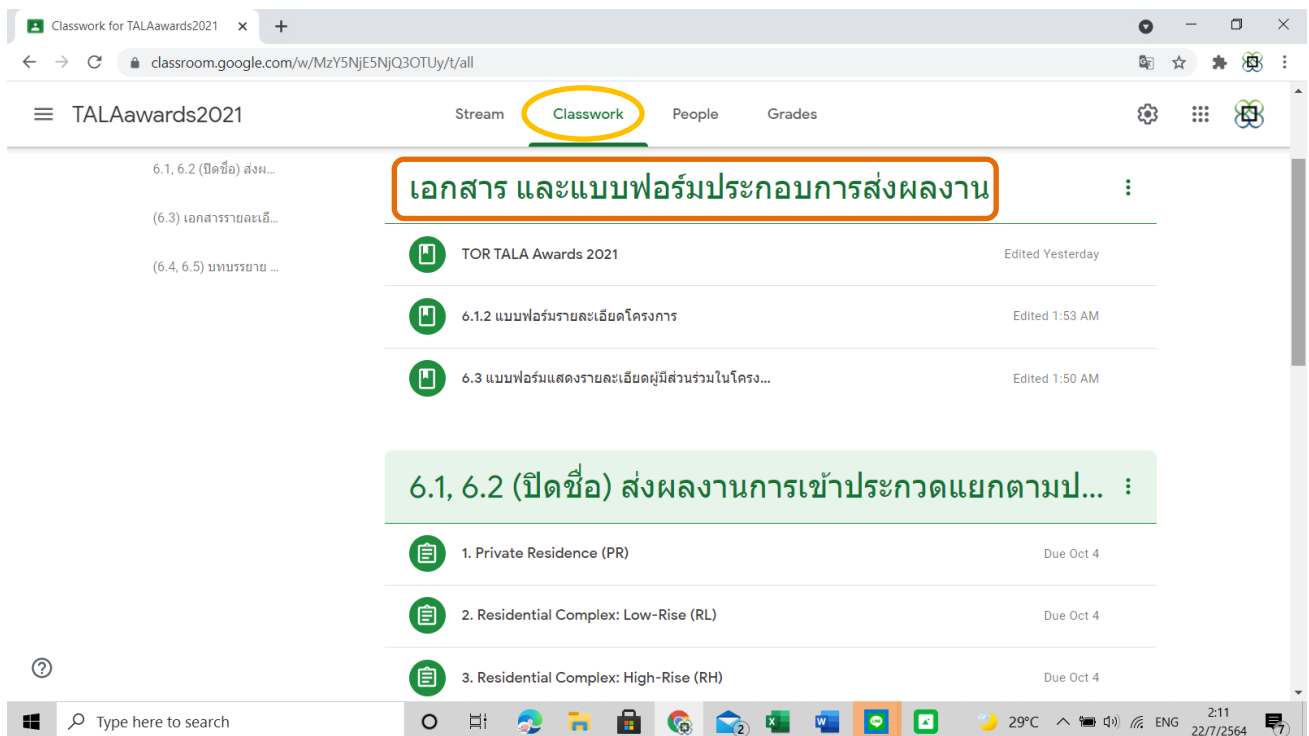 Classwork for TALAawards2021
classroom.google.com/w/MzY5NjE5NjQ3OTUy/t/all
TALAawards2021
Stream Classwork People Grades
6.1, 6.2 (ปิดชื่อ) ส่งผ...
(6.3) เอกสารรายละเอี...
(6.4, 6.5) บทบรรยาย ...
เอกสาร และแบบฟอร์มประกอบการส่งผลงาน
TOR TALA Awards 2021 Edited Yesterday
6.1.2 แบบฟอร์มรายละเอียดโครงการ Edited 1:53 AM
6.3 แบบฟอร์มแสดงรายละเอียดผู้มีส่วนร่วมในโครง... Edited 1:50 AM
6.1, 6.2 (ปิดชื่อ) ส่งผลงานการเข้าประกวดแยกตามป...
1. Private Residence (PR) Due Oct 4
2. Residential Complex: Low-Rise (RL) Due Oct 4
3. Residential Complex: High-Rise (RH) Due Oct 4
Type here to search 2 29°C ENG 2:11
22/7/2564 7